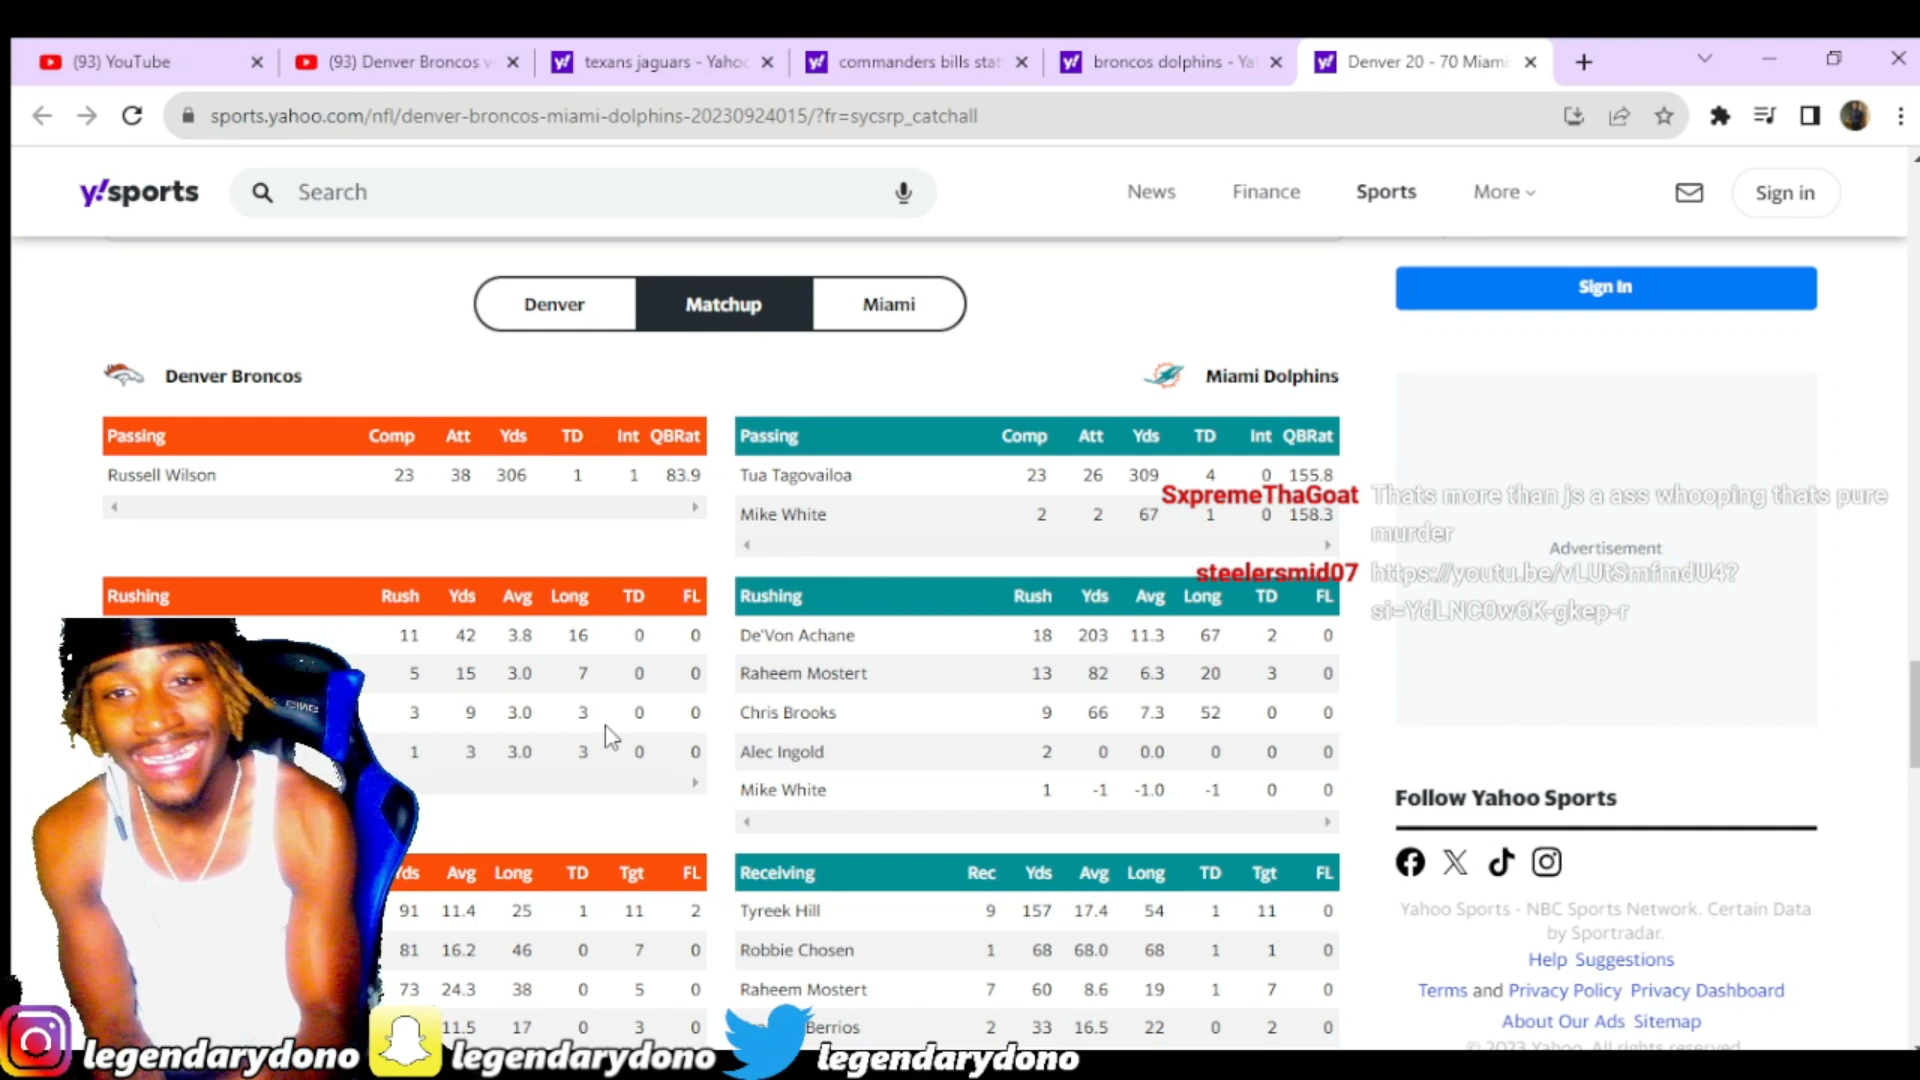 (93) YouTube
(93) Denver Broncos v
texans jaguars - Yahoo
commanders bills stat
broncos dolphins - Ya
Denver 20 - 70 Miami
sports.yahoo.com/nfl/denver-broncos-miami-dolphins-20230924015/?fr=sycsrp_catchall
y!sports Search News Finance Sports More Sign in
Denver Matchup Miami
Sign In
Denver Broncos
Miami Dolphins
Passing Comp Att Yds TD Int QBRat
Russell Wilson 23 38 306 1 1 83.9
Passing Comp Att Yds TD Int QBRat
Tua Tagovailoa 23 26 309 4 0 155.8
Mike White 2 2 67 1 0 158.3
SxpremeThaGoat Thats more than js a ass whooping thats pure
murder
Advertisement
steelersmid07 https://youtu.be/vLUtSmfmdU4?
si=YdLNC0w6K-gkep-r
Rushing Rush Yds Avg Long TD FL
11 42 3.8 16 0 0
5 15 3.0 7 0 0
3 9 3.0 3 0 0
1 3 3.0 3 0 0
Rushing Rush Yds Avg Long TD FL
De'Von Achane 18 203 11.3 67 2 0
Raheem Mostert 13 82 6.3 20 3 0
Chris Brooks 9 66 7.3 52 0 0
Alec Ingold 2 0 0.0 0 0 0
Mike White 1 -1 -1.0 -1 0 0
Yds Avg Long TD Tgt FL
91 11.4 25 1 11 2
81 16.2 46 0 7 0
73 24.3 38 0 5 0
11.5 17 0 3 0
Receiving Rec Yds Avg Long TD Tgt FL
Tyreek Hill 9 157 17.4 54 1 11 0
Robbie Chosen 1 68 68.0 68 1 1 0
Raheem Mostert 7 60 8.6 19 1 7 0
Berrios 2 33 16.5 22 0 2 0
Follow Yahoo Sports
Yahoo Sports - NBC Sports Network. Certain Data
by Sportradar.
Help Suggestions
Terms and Privacy Policy Privacy Dashboard
About Our Ads Sitemap
© 2023 Yahoo. All rights reserved.
legendarydono legendarydono legendarydono